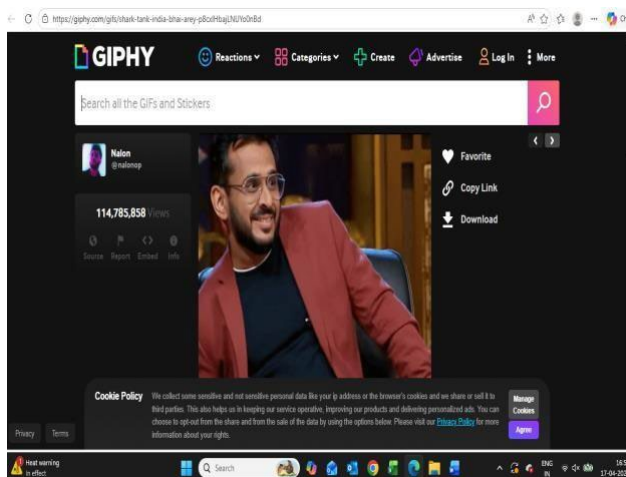 https://giphy.com/gifs/shark-tank-india-bhai-arey-pBcxlHbajLNUYo0nBd
GIPHY
Reactions
Categories
Create
Advertise
Log In
More
Search all the GIFs and Stickers
Nalon
@nalonop
Favorite
Copy Link
Download
114,785,858 Views
Source Report Embed Info
Cookie Policy
We collect some sensitive and not sensitive personal data like your ip address or the browser's cookies and we share or sell it to
third parties. This also helps us in keeping our service operative, improving our products and delivering personalized ads. You can
choose to opt-out from the share and from the sale of the data by using the options below. Please visit our Privacy Policy for more
information about your rights.
Manage
Cookies
Agree
Privacy Terms
Heat warning
In effect
Search
ENG
IN
17-04-202